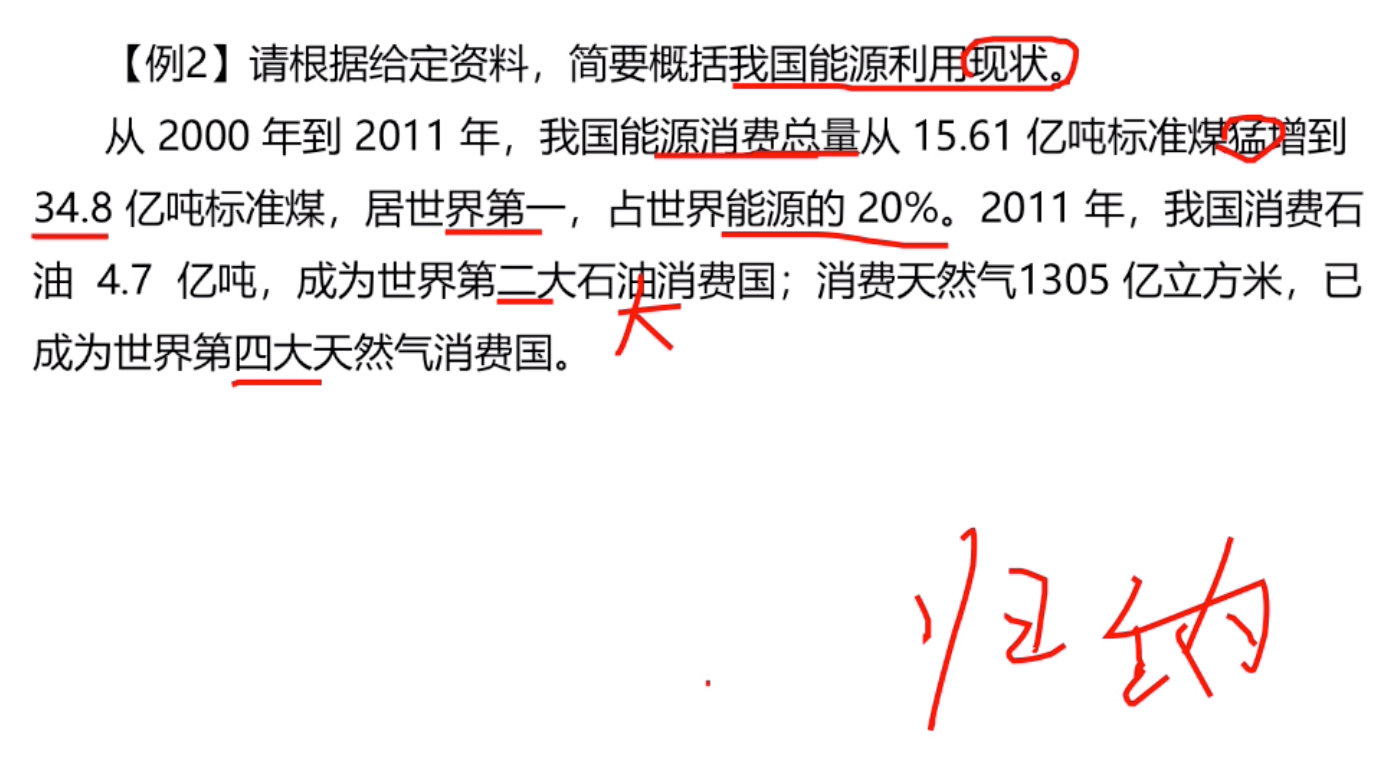 【例2】请根据给定资料，简要概括我国能源利用现状。
从 2000 年到 2011 年，我国能源消费总量从 15.61 亿吨标准煤猛增到
34.8 亿吨标准煤，居世界第一，占世界能源的 20%。2011 年，我国消费石
油 4.7 亿吨，成为世界第二大石油消费国；消费天然气1305 亿立方米，已
成为世界第四大天然气消费国。
大
归纳